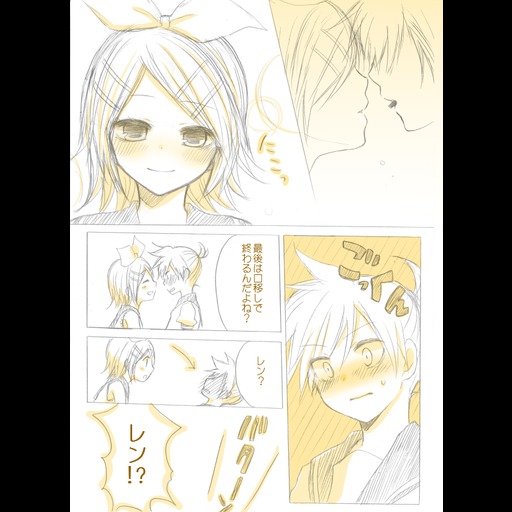 にこっ
ごっくん
最後は口移しで
終わるんだよね?
レン?
バターン!
レン!?